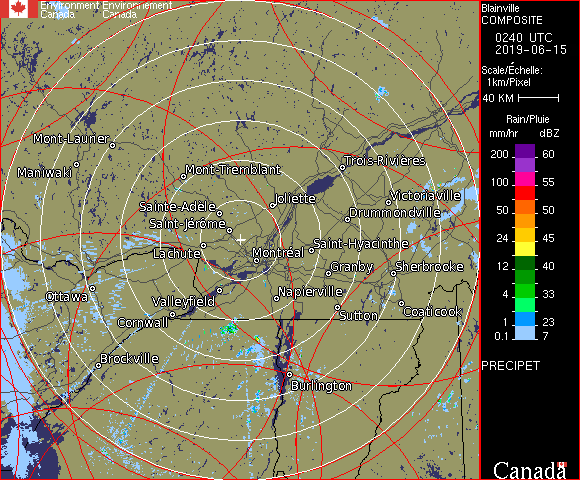 Environment Environnement
Canada Canada
Blainville
COMPOSITE
0240 UTC
2019-06-15
Scale/Échelle:
1km/Pixel
40 KM
Rain/Pluie
mm/hr dBZ
200 60
100 55
50 50
24 45
12 40
4 33
1 23
0.1 7
PRECIPET
Canada
Mont-Laurier
Maniwaki
Mont-Tremblant
Trois-Rivières
Sainte-Adèle
Joliette
Victoriaville
Drummondville
Saint-Jérôme
Lachute
Montréal
Saint-Hyacinthe
Granby
Sherbrooke
Ottawa
Valleyfield
Napierville
Cornwall
Sutton
Coaticook
Brockville
Burlington